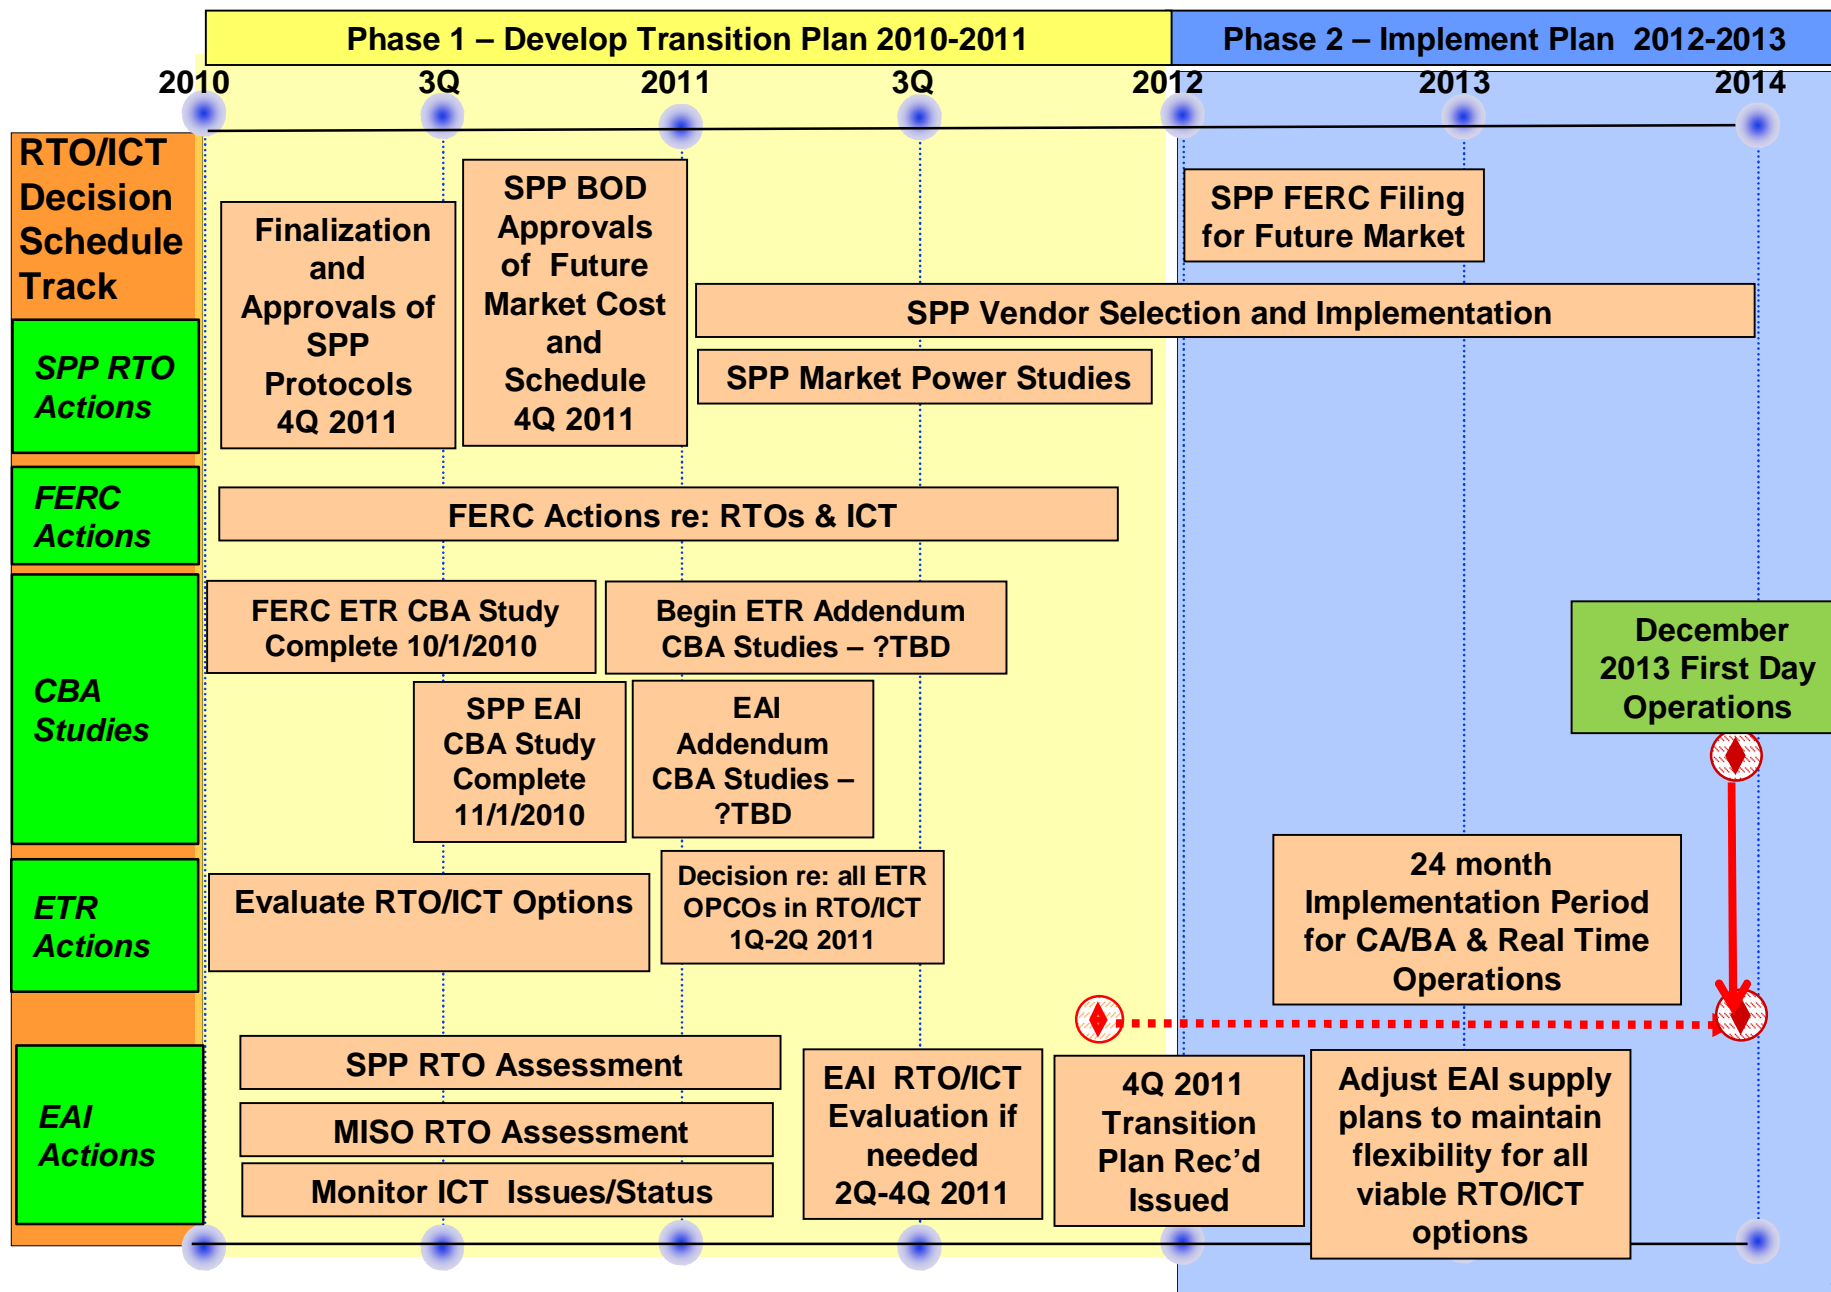 Phase 1 – Develop Transition Plan 2010-2011
Phase 2 – Implement Plan 2012-2013
2010
3Q
2011
3Q
2012
2013
2014
RTO/ICT
Decision
Schedule
Track
SPP RTO
Actions
Finalization
and
Approvals of
SPP
Protocols
4Q 2011
SPP BOD
Approvals
of Future
Market Cost
and
Schedule
4Q 2011
SPP FERC Filing
for Future Market
SPP Vendor Selection and Implementation
SPP Market Power Studies
FERC
Actions
FERC Actions re: RTOs & ICT
CBA
Studies
FERC ETR CBA Study
Complete 10/1/2010
Begin ETR Addendum
CBA Studies – ?TBD
SPP EAI
CBA Study
Complete
11/1/2010
EAI
Addendum
CBA Studies –
?TBD
December
2013 First Day
Operations
ETR
Actions
Evaluate RTO/ICT Options
Decision re: all ETR
OPCOs in RTO/ICT
1Q-2Q 2011
24 month
Implementation Period
for CA/BA & Real Time
Operations
EAI
Actions
SPP RTO Assessment
MISO RTO Assessment
Monitor ICT Issues/Status
EAI RTO/ICT
Evaluation if
needed
2Q-4Q 2011
4Q 2011
Transition
Plan Rec’d
Issued
Adjust EAI supply
plans to maintain
flexibility for all
viable RTO/ICT
options